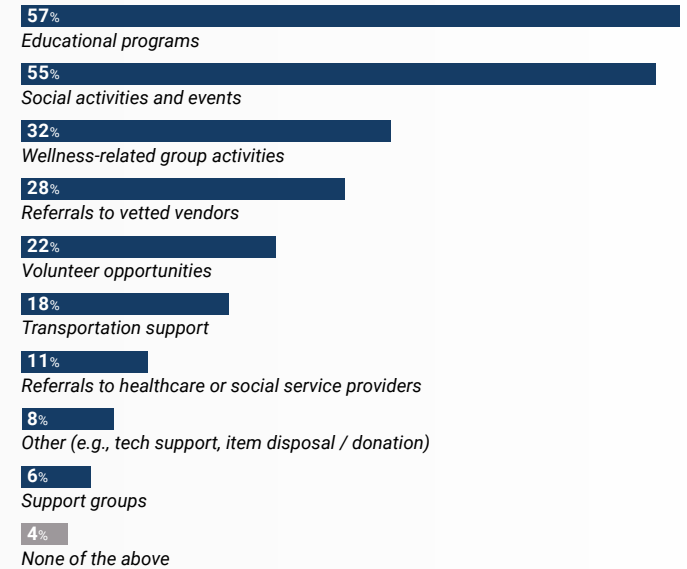 57%
Educational programs
55%
Social activities and events
32%
Wellness-related group activities
28%
Referrals to vetted vendors
22%
Volunteer opportunities
18%
Transportation support
11%
Referrals to healthcare or social service providers
8%
Other (e.g., tech support, item disposal / donation)
6%
Support groups
4%
None of the above